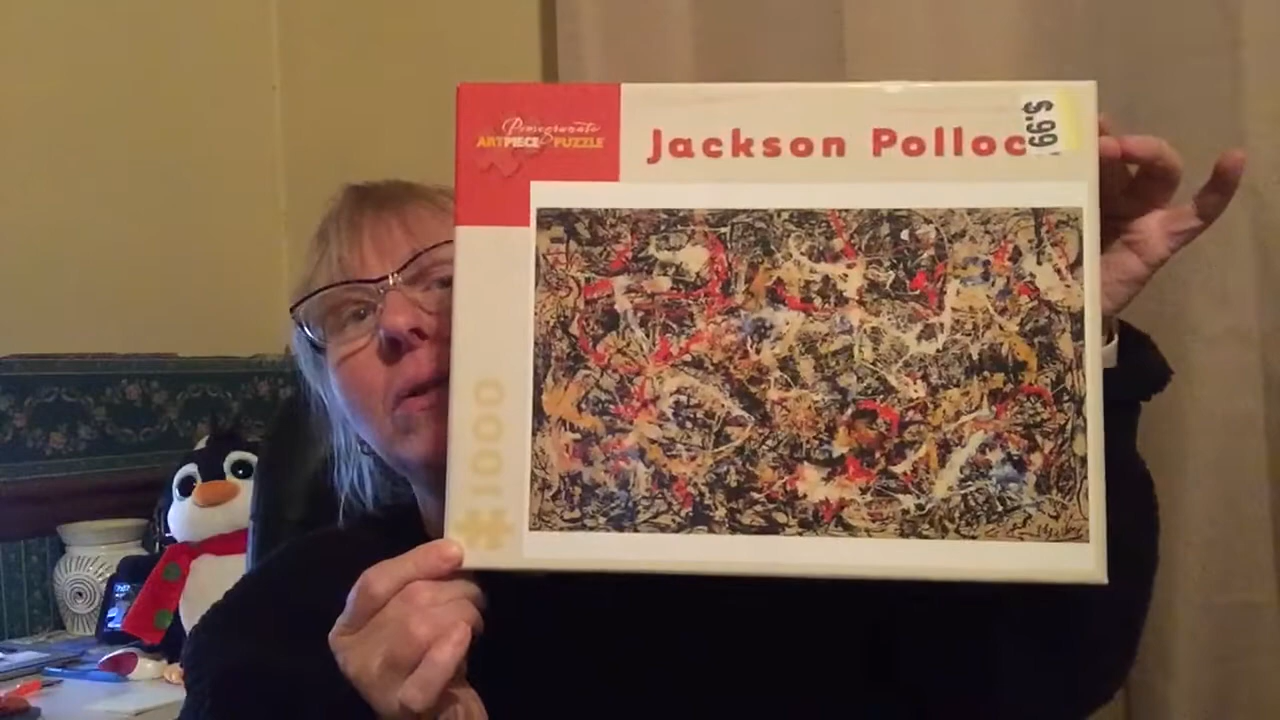 Pomegranate
ARTPIECE PUZZLE
Jackson Polloc
$.99
1000